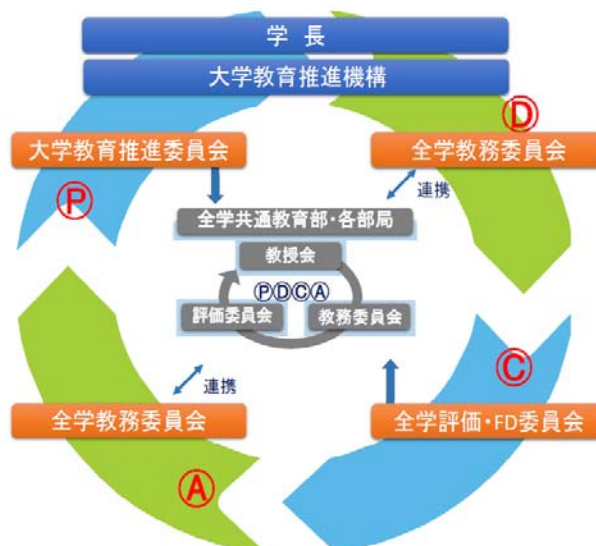 学　長
大学教育推進機構
Ⓓ
大学教育推進委員会
全学教務委員会
Ⓟ
連携
全学共通教育部・各部局
教授会
ⓅⒹⒸⒶ
評価委員会
教務委員会
Ⓒ
連携
全学教務委員会
全学評価・FD委員会
Ⓐ